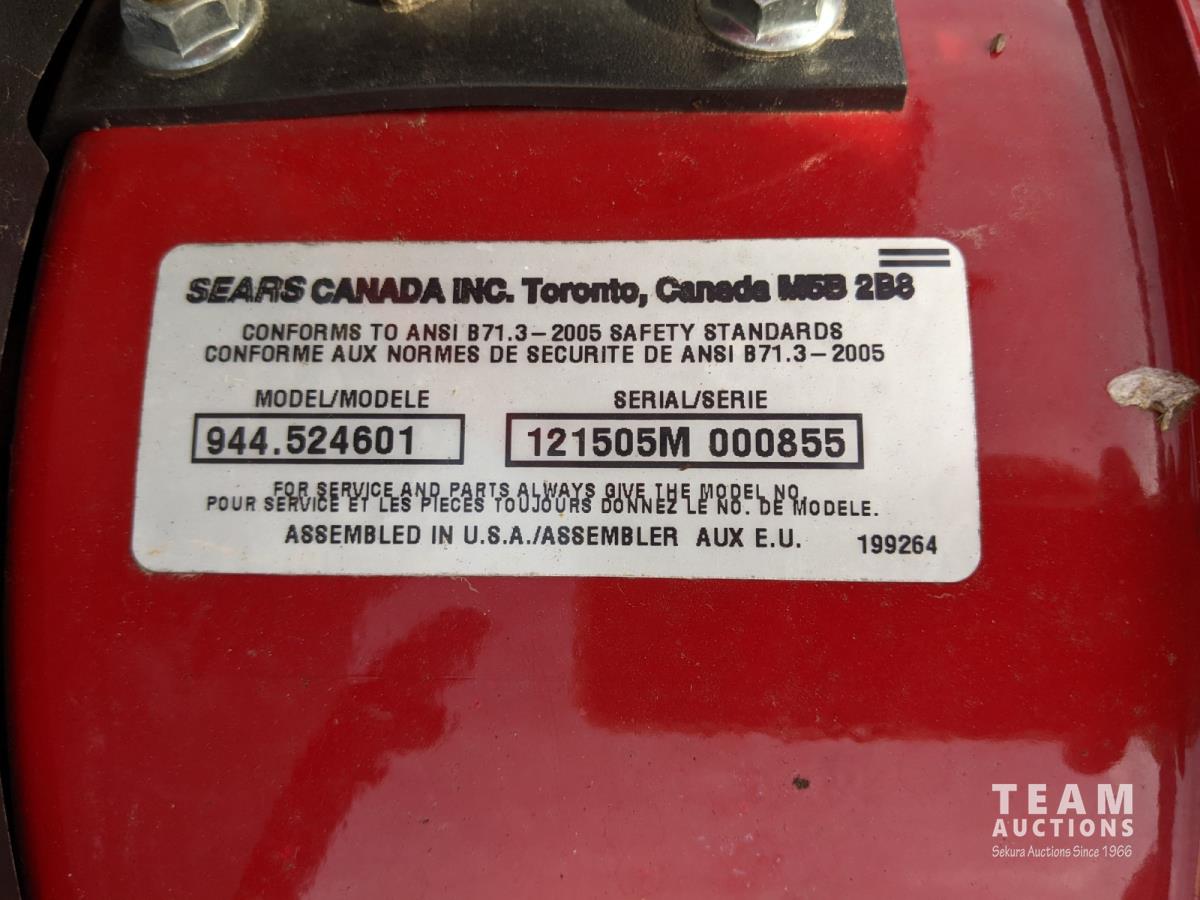 SEARS CANADA INC. Toronto, Canada M5B 2B8
CONFORMS TO ANSI B71.3-2005 SAFETY STANDARDS
CONFORME AUX NORMES DE SECURITE DE ANSI B71.3-2005
MODEL/MODELE SERIAL/SERIE
944.524601 121505M 000855
FOR SERVICE AND PARTS ALWAYS GIVE THE MODEL NO.
POUR SERVICE ET LES PIECES TOUJOURS DONNEZ LE NO. DE MODELE.
ASSEMBLED IN U.S.A./ASSEMBLER AUX E.U. 199264
TEAM
AUCTIONS
Sekura Auctions Since 1966